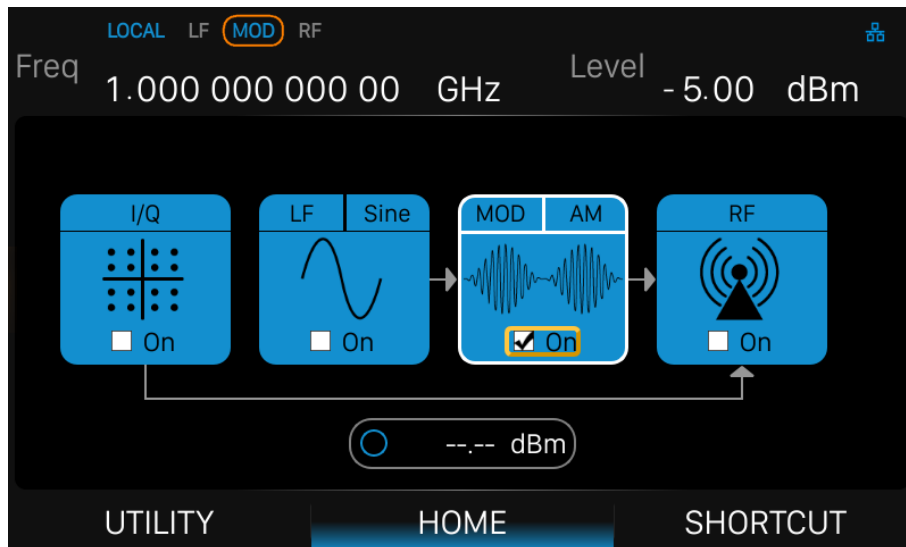 LOCAL LF MOD RF
Freq 1.000 000 000 00 GHz Level - 5.00 dBm
I/Q LF Sine MOD AM RF
On On On On
--.-- dBm
UTILITY HOME SHORTCUT